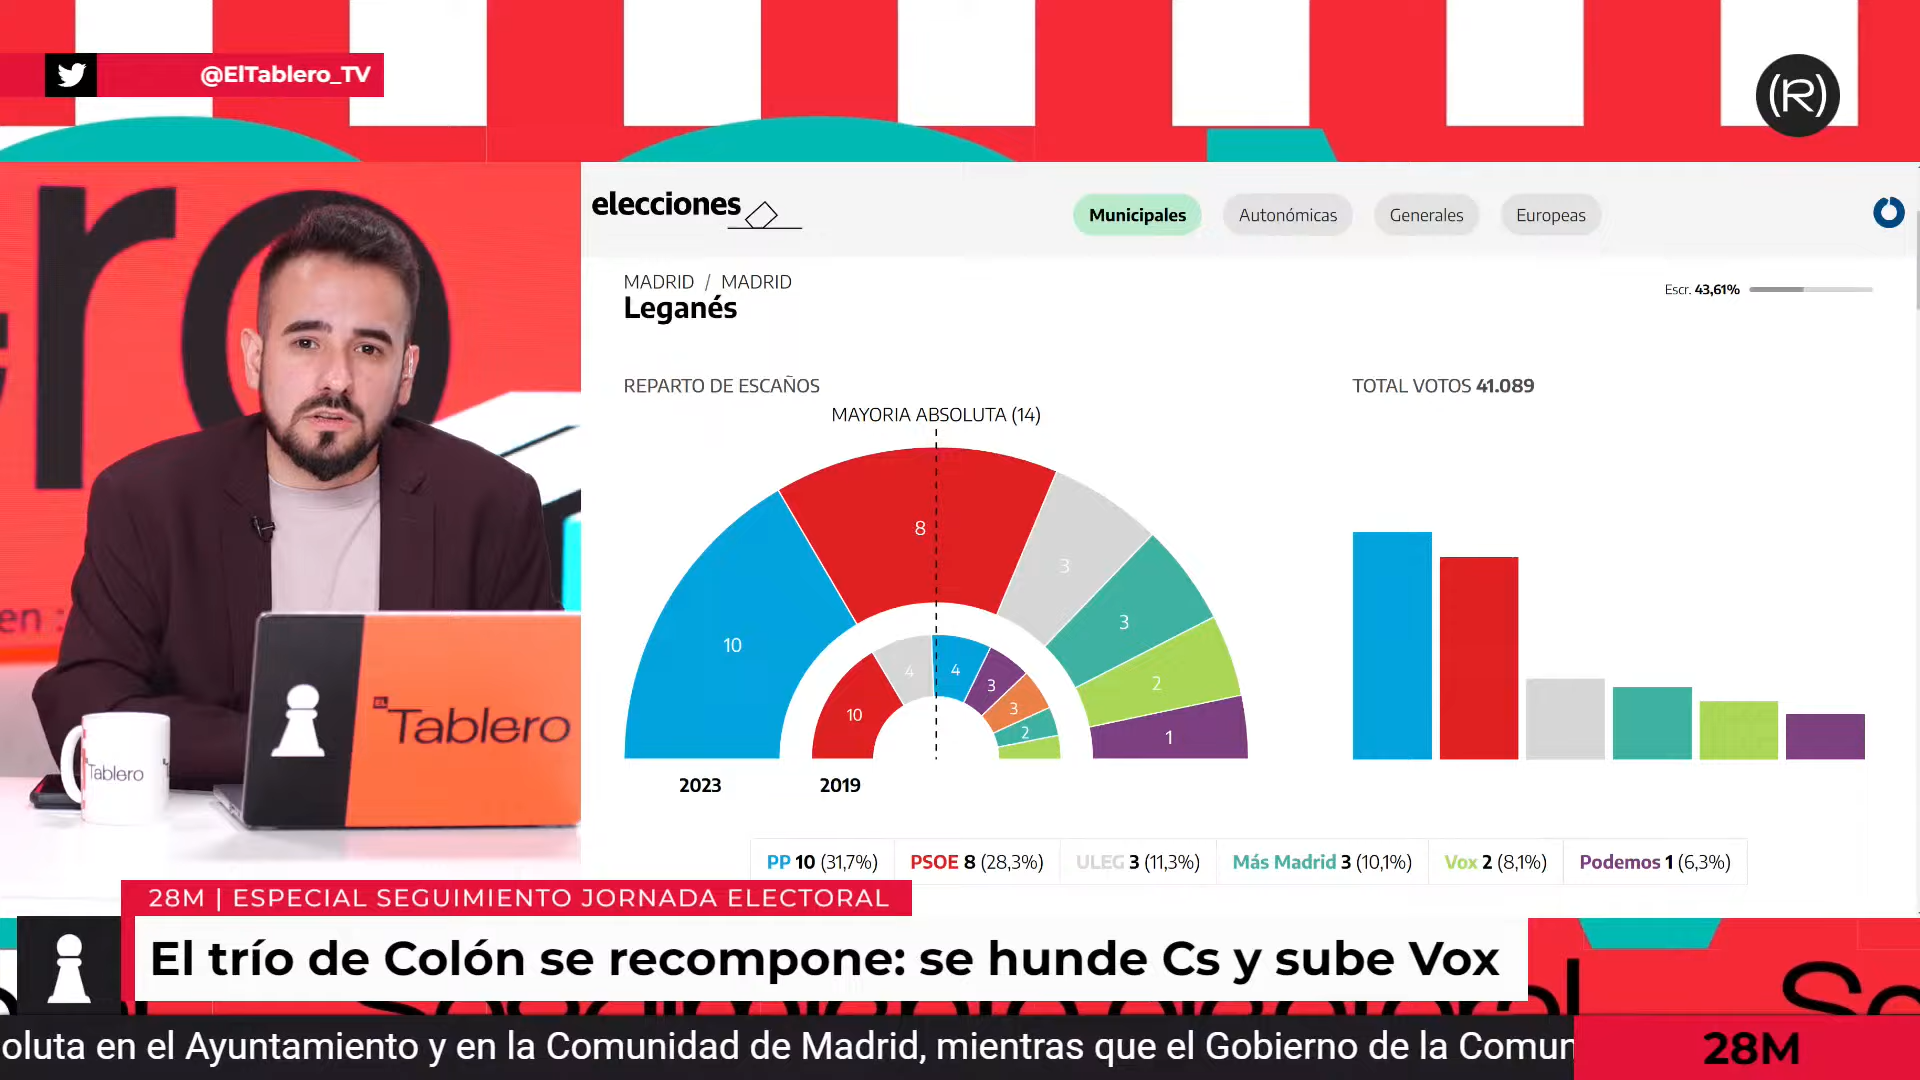 @ElTablero_TV
(R)
elecciones
Municipales
Autonómicas
Generales
Europeas
MADRID / MADRID
Leganés
Escr. 43,61%
REPARTO DE ESCAÑOS
TOTAL VOTOS 41.089
MAYORIA ABSOLUTA (14)
10
8
3
3
2
1
10
4
4
3
3
2
2023
2019
PP 10 (31,7%)
PSOE 8 (28,3%)
ULEG 3 (11,3%)
Más Madrid 3 (10,1%)
Vox 2 (8,1%)
Podemos 1 (6,3%)
ro
en :
EL
Tablero
Tablero
28M | ESPECIAL SEGUIMIENTO JORNADA ELECTORAL
El trío de Colón se recompone: se hunde Cs y sube Vox
oluta en el Ayuntamiento y en la Comunidad de Madrid, mientras que el Gobierno de la Comun
28M